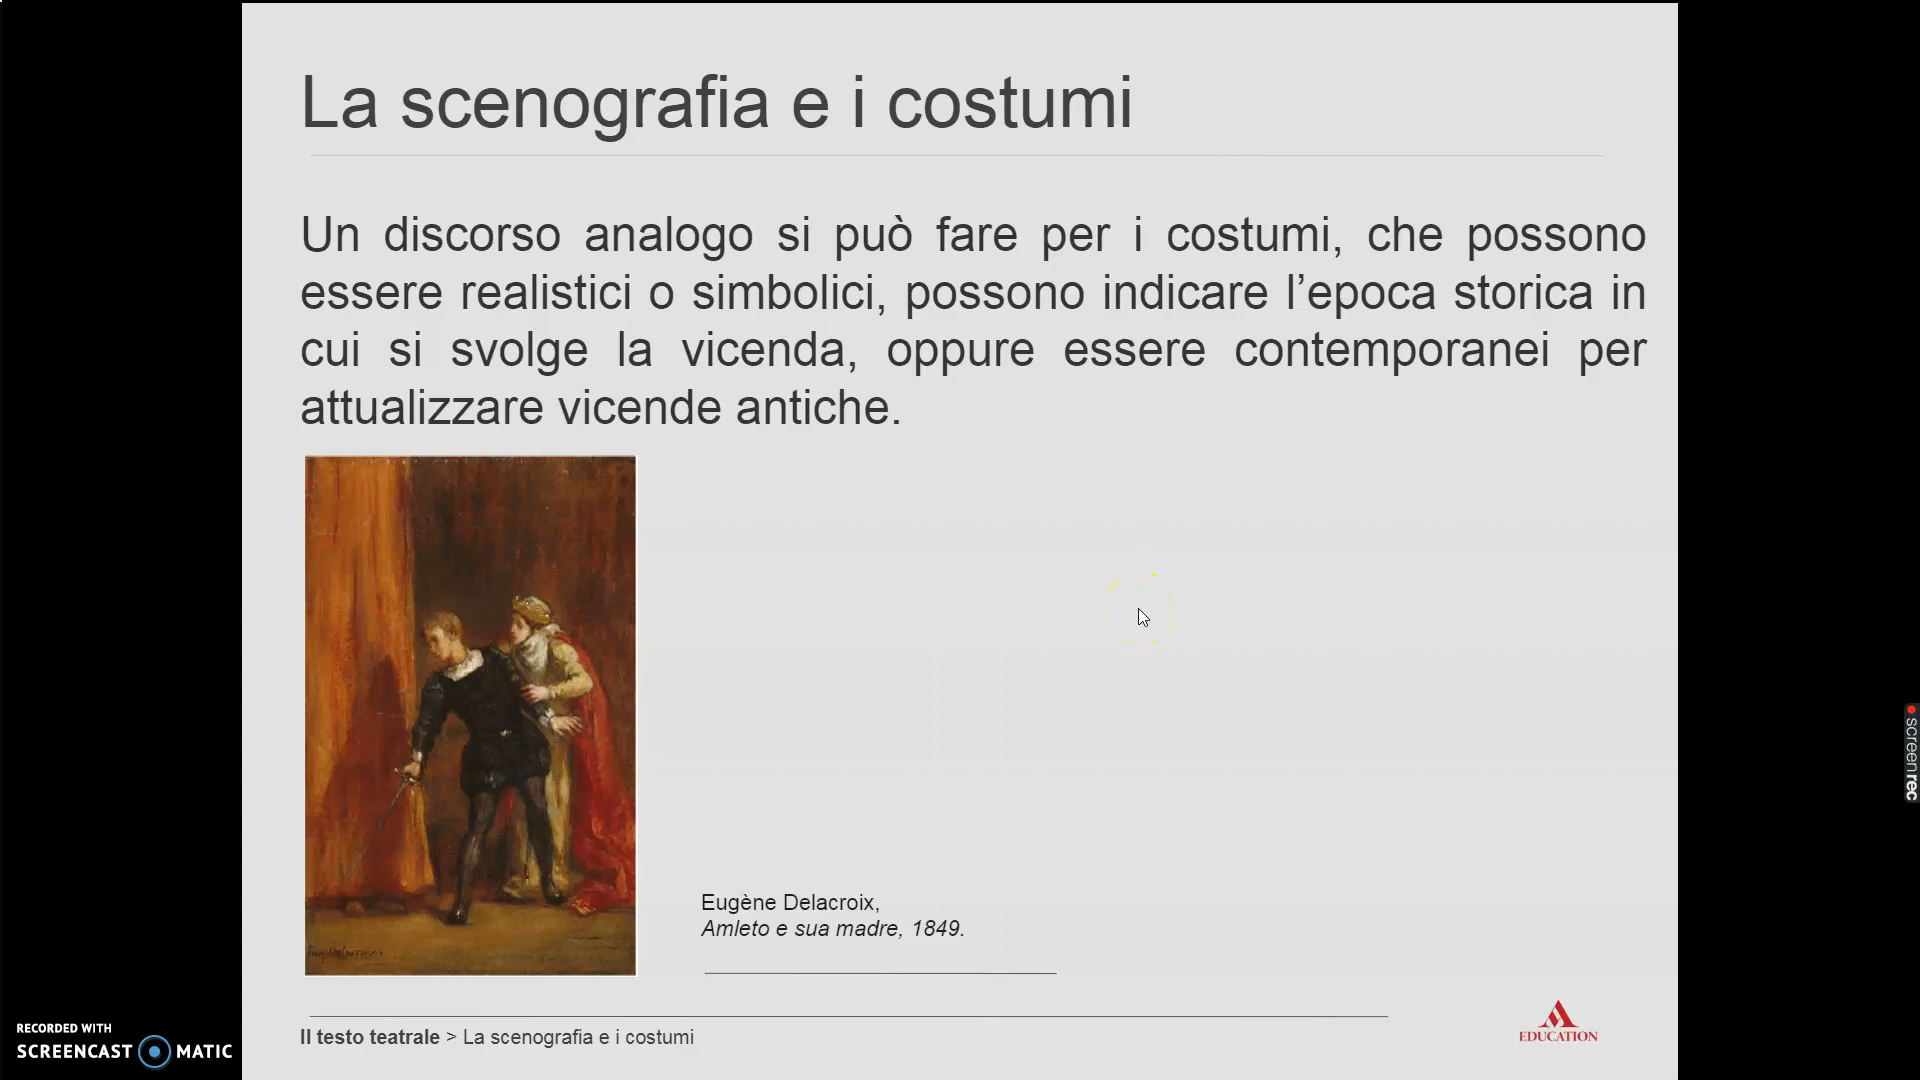 La scenografia e i costumi
Un discorso analogo si può fare per i costumi, che possono
essere realistici o simbolici, possono indicare l’epoca storica in
cui si svolge la vicenda, oppure essere contemporanei per
attualizzare vicende antiche.
Eugène Delacroix,
Amleto e sua madre, 1849.
Il testo teatrale > La scenografia e i costumi
EDUCATION
RECORDED WITH
SCREENCAST MATIC
screenrec